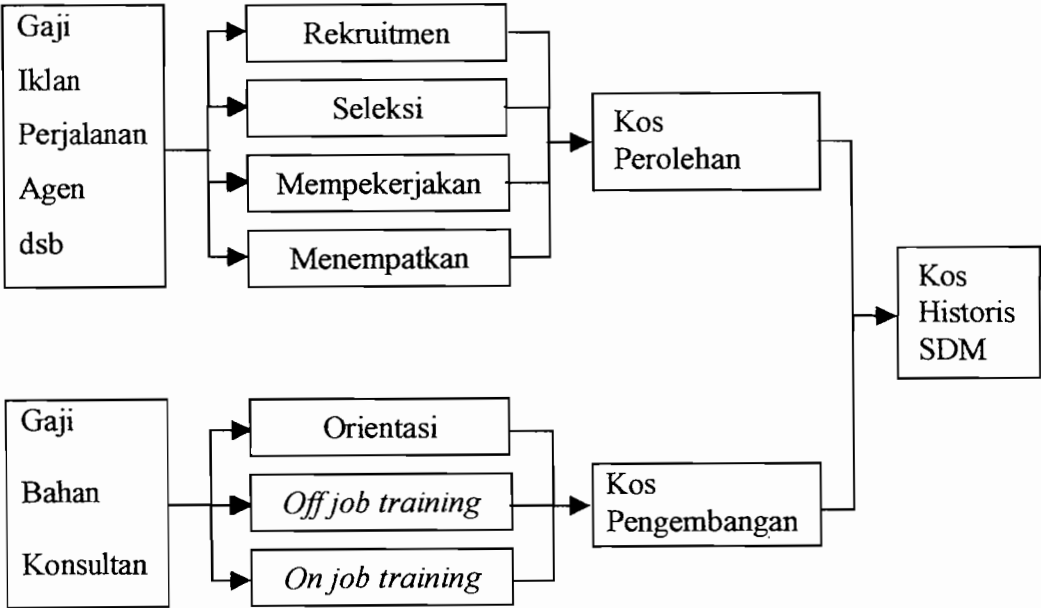 Gaji
Iklan
Perjalanan
Agen
dsb
Rekruitmen
Seleksi
Mempekerjakan
Menempatkan
Kos
Perolehan
Kos
Historis
SDM
Gaji
Bahan
Konsultan
Orientasi
Off job training
On job training
Kos
Pengembangan